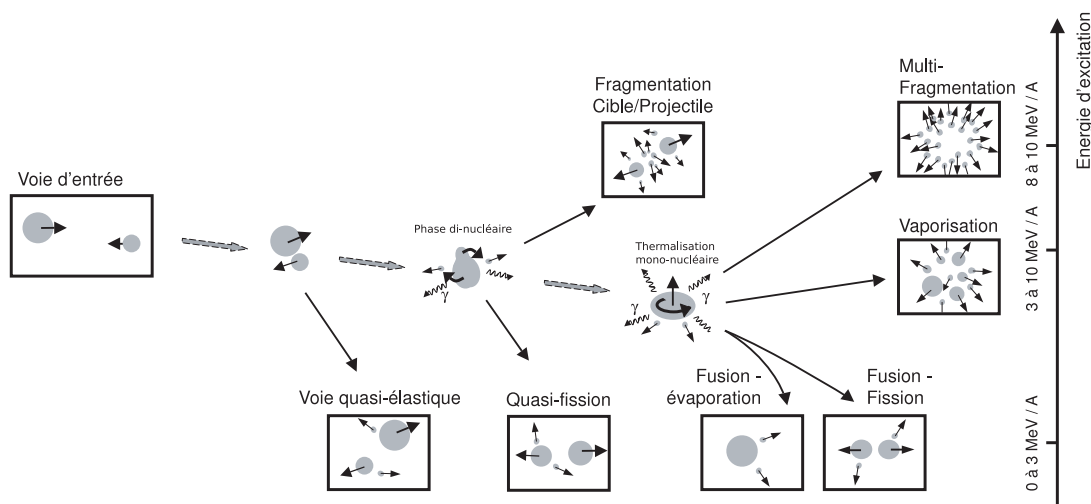 Voie d'entrée
Phase di-nucléaire
γ
Fragmentation
Cible/Projectile
Thermalisation
mono-nucléaire
γ
γ
Multi-
Fragmentation
Vaporisation
Voie quasi-élastique
Quasi-fission
Fusion -
évaporation
Fusion -
Fission
Energie d'excitation
8 à 10 MeV / A
3 à 10 MeV / A
0 à 3 MeV / A